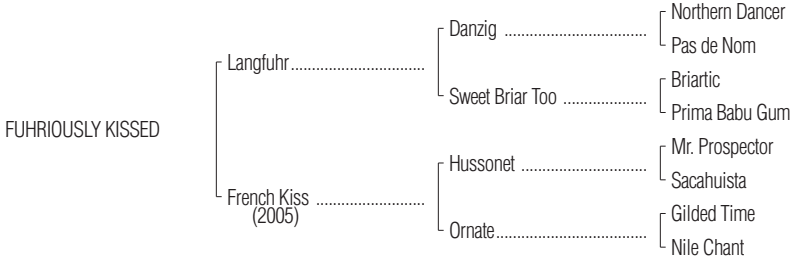 Northern Dancer
Danzig ..................................
Pas de Nom
Langfuhr................................
Briartic
Sweet Briar Too ....................
Prima Babu Gum
FUHRIOUSLY KISSED
Mr. Prospector
Hussonet ..............................
Sacahuista
French Kiss ..........................
(2005)
Gilded Time
Ornate....................................
Nile Chant